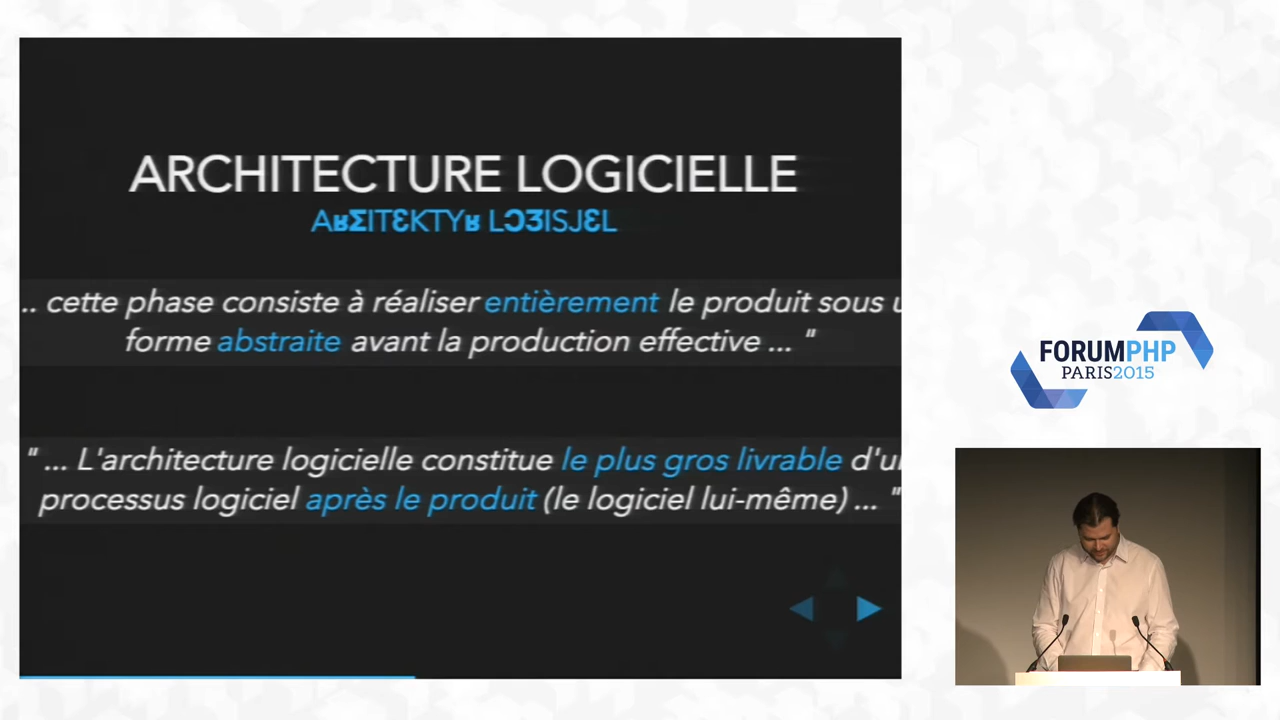 ARCHITECTURE LOGICIELLE
AʁΣITƐKTYʁ LƆƷISJƐL
.. cette phase consiste à réaliser entièrement le produit sous u
forme abstraite avant la production effective ... "
" ... L'architecture logicielle constitue le plus gros livrable d'u
processus logiciel après le produit (le logiciel lui-même) ... "
FORUMPHP
PARIS2015